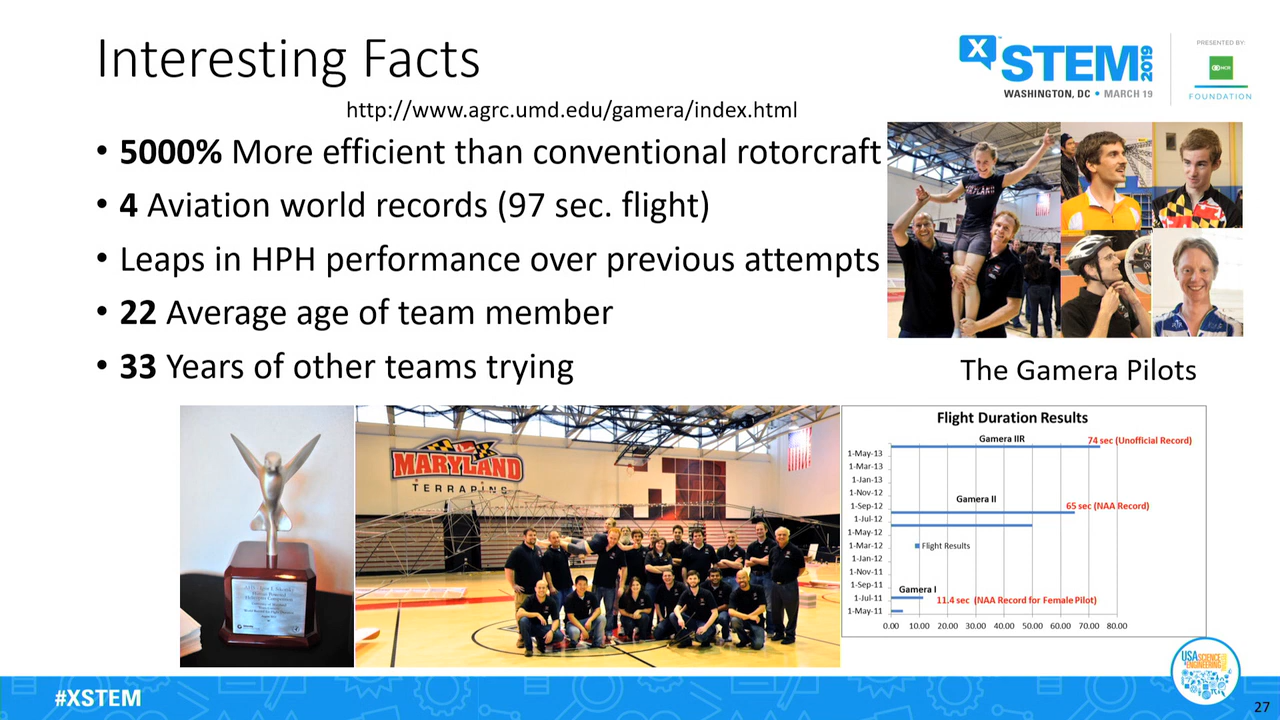 Interesting Facts
X STEM 2019
WASHINGTON, DC • MARCH 19
PRESENTED BY:
NCR
FOUNDATION
http://www.agrc.umd.edu/gamera/index.html
• 5000% More efficient than conventional rotorcraft
• 4 Aviation world records (97 sec. flight)
• Leaps in HPH performance over previous attempts
• 22 Average age of team member
• 33 Years of other teams trying
The Gamera Pilots
MARYLAND
TERRAPINS
Flight Duration Results
Gamera IIR
74 sec (Unofficial Record)
1-May-13
1-Mar-13
1-Jan-13
1-Nov-12
Gamera II
1-Sep-12
65 sec (NAA Record)
1-Jul-12
1-May-12
1-Mar-12
Flight Results
1-Jan-12
1-Nov-11
1-Sep-11
Gamera I
1-Jul-11
11.4 sec (NAA Record for Female Pilot)
1-May-11
0.00 10.00 20.00 30.00 40.00 50.00 60.00 70.00 80.00
USA SCIENCE
& ENGINEERING
#XSTEM
27